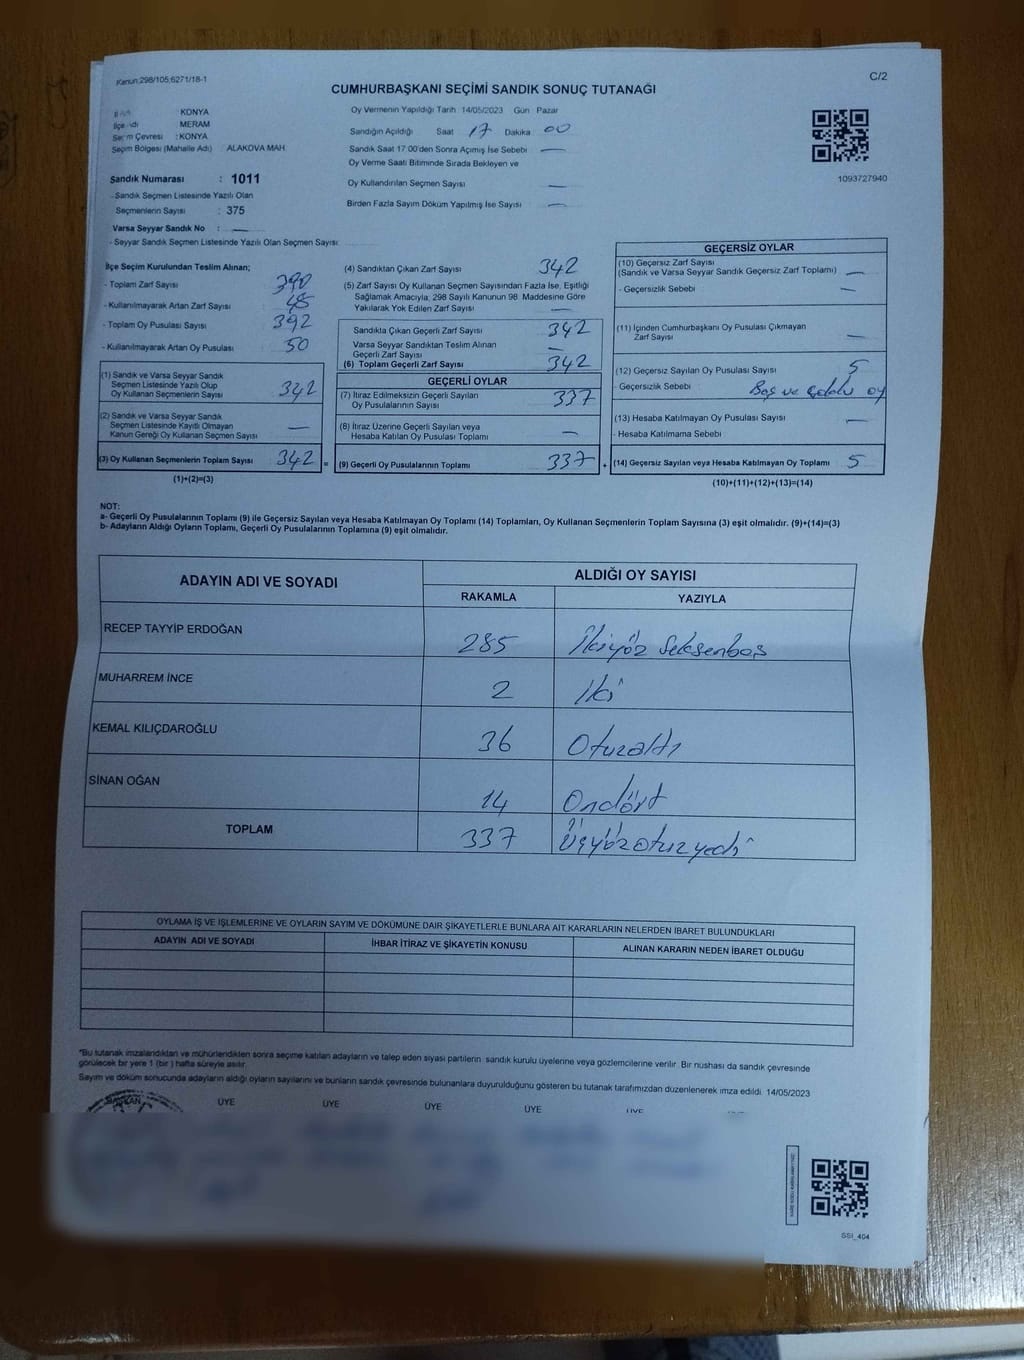 Kanun:298/105;6271/18-1
C/2
CUMHURBAŞKANI SEÇİMİ SANDIK SONUÇ TUTANAĞI
İl Adı : KONYA
İlçe Adı : MERAM
Seçim Çevresi : KONYA
Seçim Bölgesi (Mahalle Adı) : ALAKOVA MAH.
Sandık Numarası : 1011
- Sandık Seçmen Listesinde Yazılı Olan
Seçmenlerin Sayısı : 375
Varsa Seyyar Sandık No : —
- Seyyar Sandık Seçmen Listesinde Yazılı Olan Seçmen Sayısı:
Oy Vermenin Yapıldığı Tarih 14/05/2023 Gün Pazar
Sandığın Açıldığı Saat 17 Dakika 00
Sandık Saat 17:00'den Sonra Açmış İse Sebebi —
Oy Verme Saati Bitiminde Sırada Bekleyen ve
Oy Kullandırılan Seçmen Sayısı —
Birden Fazla Sayım Döküm Yapılmış İse Sayısı —
1093727940
İlçe Seçim Kurulundan Teslim Alınan;
- Toplam Zarf Sayısı 390
- Kullanılmayarak Artan Zarf Sayısı 48
- Toplam Oy Pusulası Sayısı 392
- Kullanılmayarak Artan Oy Pusulası 50
(1) Sandık ve Varsa Seyyar Sandık
Seçmen Listesinde Yazılı Olup
Oy Kullanan Seçmenlerin Sayısı 342
(2) Sandık ve Varsa Seyyar Sandık
Seçmen Listesinde Kayıtlı Olmayan
Kanun Gereği Oy Kullanan Seçmen Sayısı —
(3) Oy Kullanan Seçmenlerin Toplam Sayısı 342 =
(1)+(2)=(3)
(4) Sandıktan Çıkan Zarf Sayısı 342
(5) Zarf Sayısı Oy Kullanan Seçmen Sayısından Fazla İse, Eşitliği
Sağlamak Amacıyla; 298 Sayılı Kanunun 98. Maddesine Göre
Yakılarak Yok Edilen Zarf Sayısı —
Sandıkta Çıkan Geçerli Zarf Sayısı 342
Varsa Seyyar Sandıktan Teslim Alınan
Geçerli Zarf Sayısı —
(6) Toplam Geçerli Zarf Sayısı 342
GEÇERLİ OYLAR
(7) İtiraz Edilmeksizin Geçerli Sayılan
Oy Pusulalarının Sayısı 337
(8) İtiraz Üzerine Geçerli Sayılan veya
Hesaba Katılan Oy Pusulası Toplamı —
(9) Geçerli Oy Pusulalarının Toplamı 337 +
GEÇERSİZ OYLAR
(10) Geçersiz Zarf Sayısı
(Sandık ve Varsa Seyyar Sandık Geçersiz Zarf Toplamı) —
- Geçersizlik Sebebi —
(11) İçinden Cumhurbaşkanı Oy Pusulası Çıkmayan
Zarf Sayısı —
(12) Geçersiz Sayılan Oy Pusulası Sayısı 5
- Geçersizlik Sebebi Boş ve oy
(13) Hesaba Katılmayan Oy Pusulası Sayısı —
- Hesaba Katılmama Sebebi
(14) Geçersiz Sayılan veya Hesaba Katılmayan Oy Toplamı 5
(10)+(11)+(12)+(13)=(14)
NOT:
a- Geçerli Oy Pusulalarının Toplamı (9) ile Geçersiz Sayılan veya Hesaba Katılmayan Oy Toplamı (14) Toplamları, Oy Kullanan Seçmenlerin Toplam Sayısına (3) eşit olmalıdır. (9)+(14)=(3)
b- Adayların Aldığı Oyların Toplamı, Geçerli Oy Pusulalarının Toplamına (9) eşit olmalıdır.
ADAYIN ADI VE SOYADI ALDIĞI OY SAYISI
RAKAMLA YAZIYLA
RECEP TAYYİP ERDOĞAN 285 İkiyüz Seksenbeş
MUHARREM İNCE 2 İki
KEMAL KILIÇDAROĞLU 36 Otuzaltı
SİNAN OĞAN 14 Ondört
TOPLAM 337 Üçyüzotuzyedi
OYLAMA İŞ VE İŞLEMLERİNE VE OYLARIN SAYIM VE DÖKÜMÜNE DAİR ŞİKAYETLERLE BUNLARA AİT KARARLARIN NELERDEN İBARET BULUNDUKLARI
ADAYIN ADI VE SOYADI İHBAR İTİRAZ VE ŞİKAYETİN KONUSU ALINAN KARARIN NEDEN İBARET OLDUĞU
*Bu tutanak imzalandıktan ve mühürlendikten sonra seçime katılan adayların ve talep eden siyasi partilerin sandık kurulu üyelerine veya gözlemcilerine verilir. Bir nüshası da sandık çevresinde
görülecek bir yere 1 (bir) hafta süreyle asılır.
Sayım ve döküm sonucunda adayların aldığı oyların sayılarını ve bunların sandık çevresinde bulunanlara duyurulduğunu gösteren bu tutanak tarafımızdan düzenlenerek imza edildi. 14/05/2023
BAŞKAN ÜYE ÜYE ÜYE ÜYE ÜYE
SSI_404